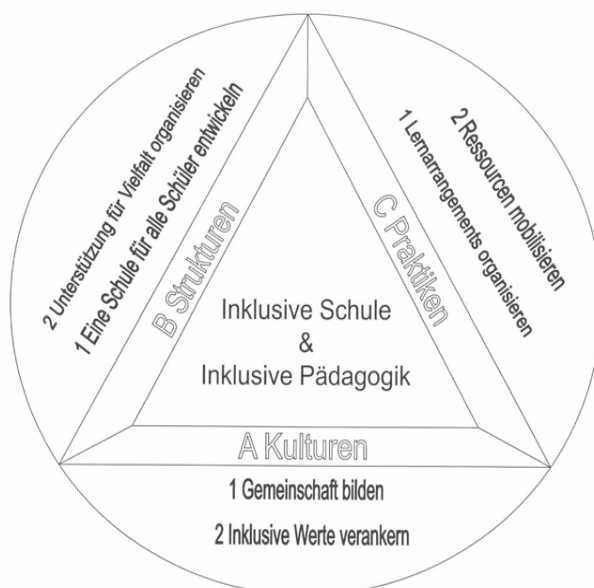 2 Unterstützung für Vielfalt organisieren
1 Eine Schule für alle Schüler entwickeln
B Strukturen
2 Ressourcen mobilisieren
1 Lernarrangements organisieren
C Praktiken
Inklusive Schule
&
Inklusive Pädagogik
A Kulturen
1 Gemeinschaft bilden
2 Inklusive Werte verankern